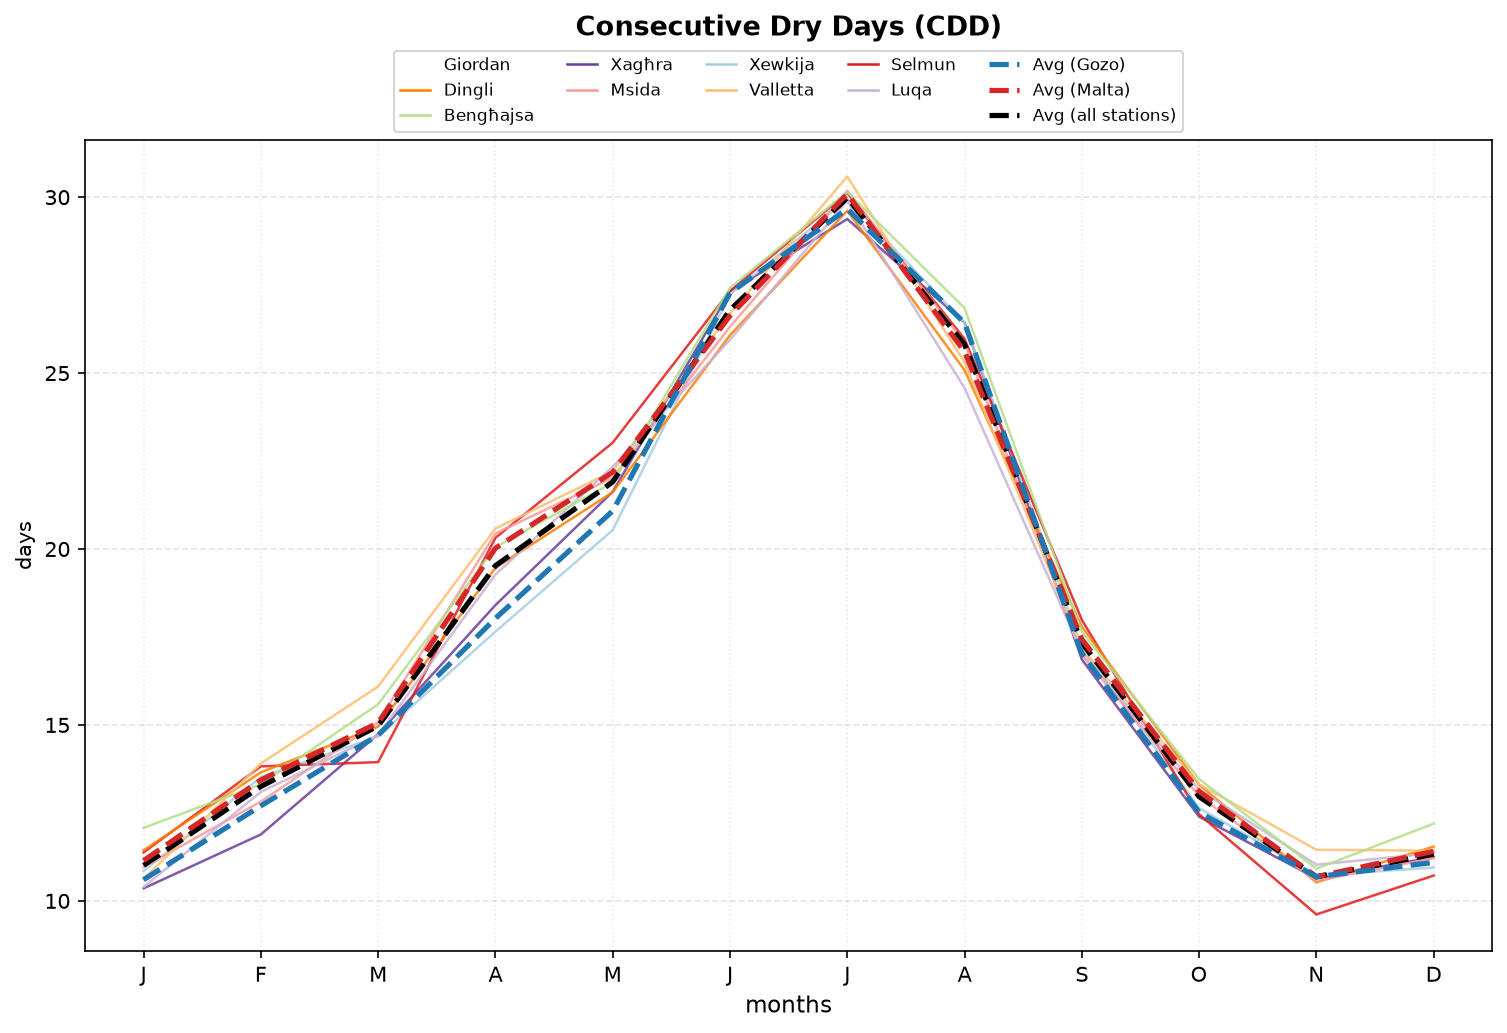 Consecutive Dry Days (CDD)
Giordan Xagħra Xewkija Selmun Avg (Gozo)
Dingli Msida Valletta Luqa Avg (Malta)
Bengħajsa Avg (all stations)
30
25
20
15
10
days
J F M A M J J A S O N D
months